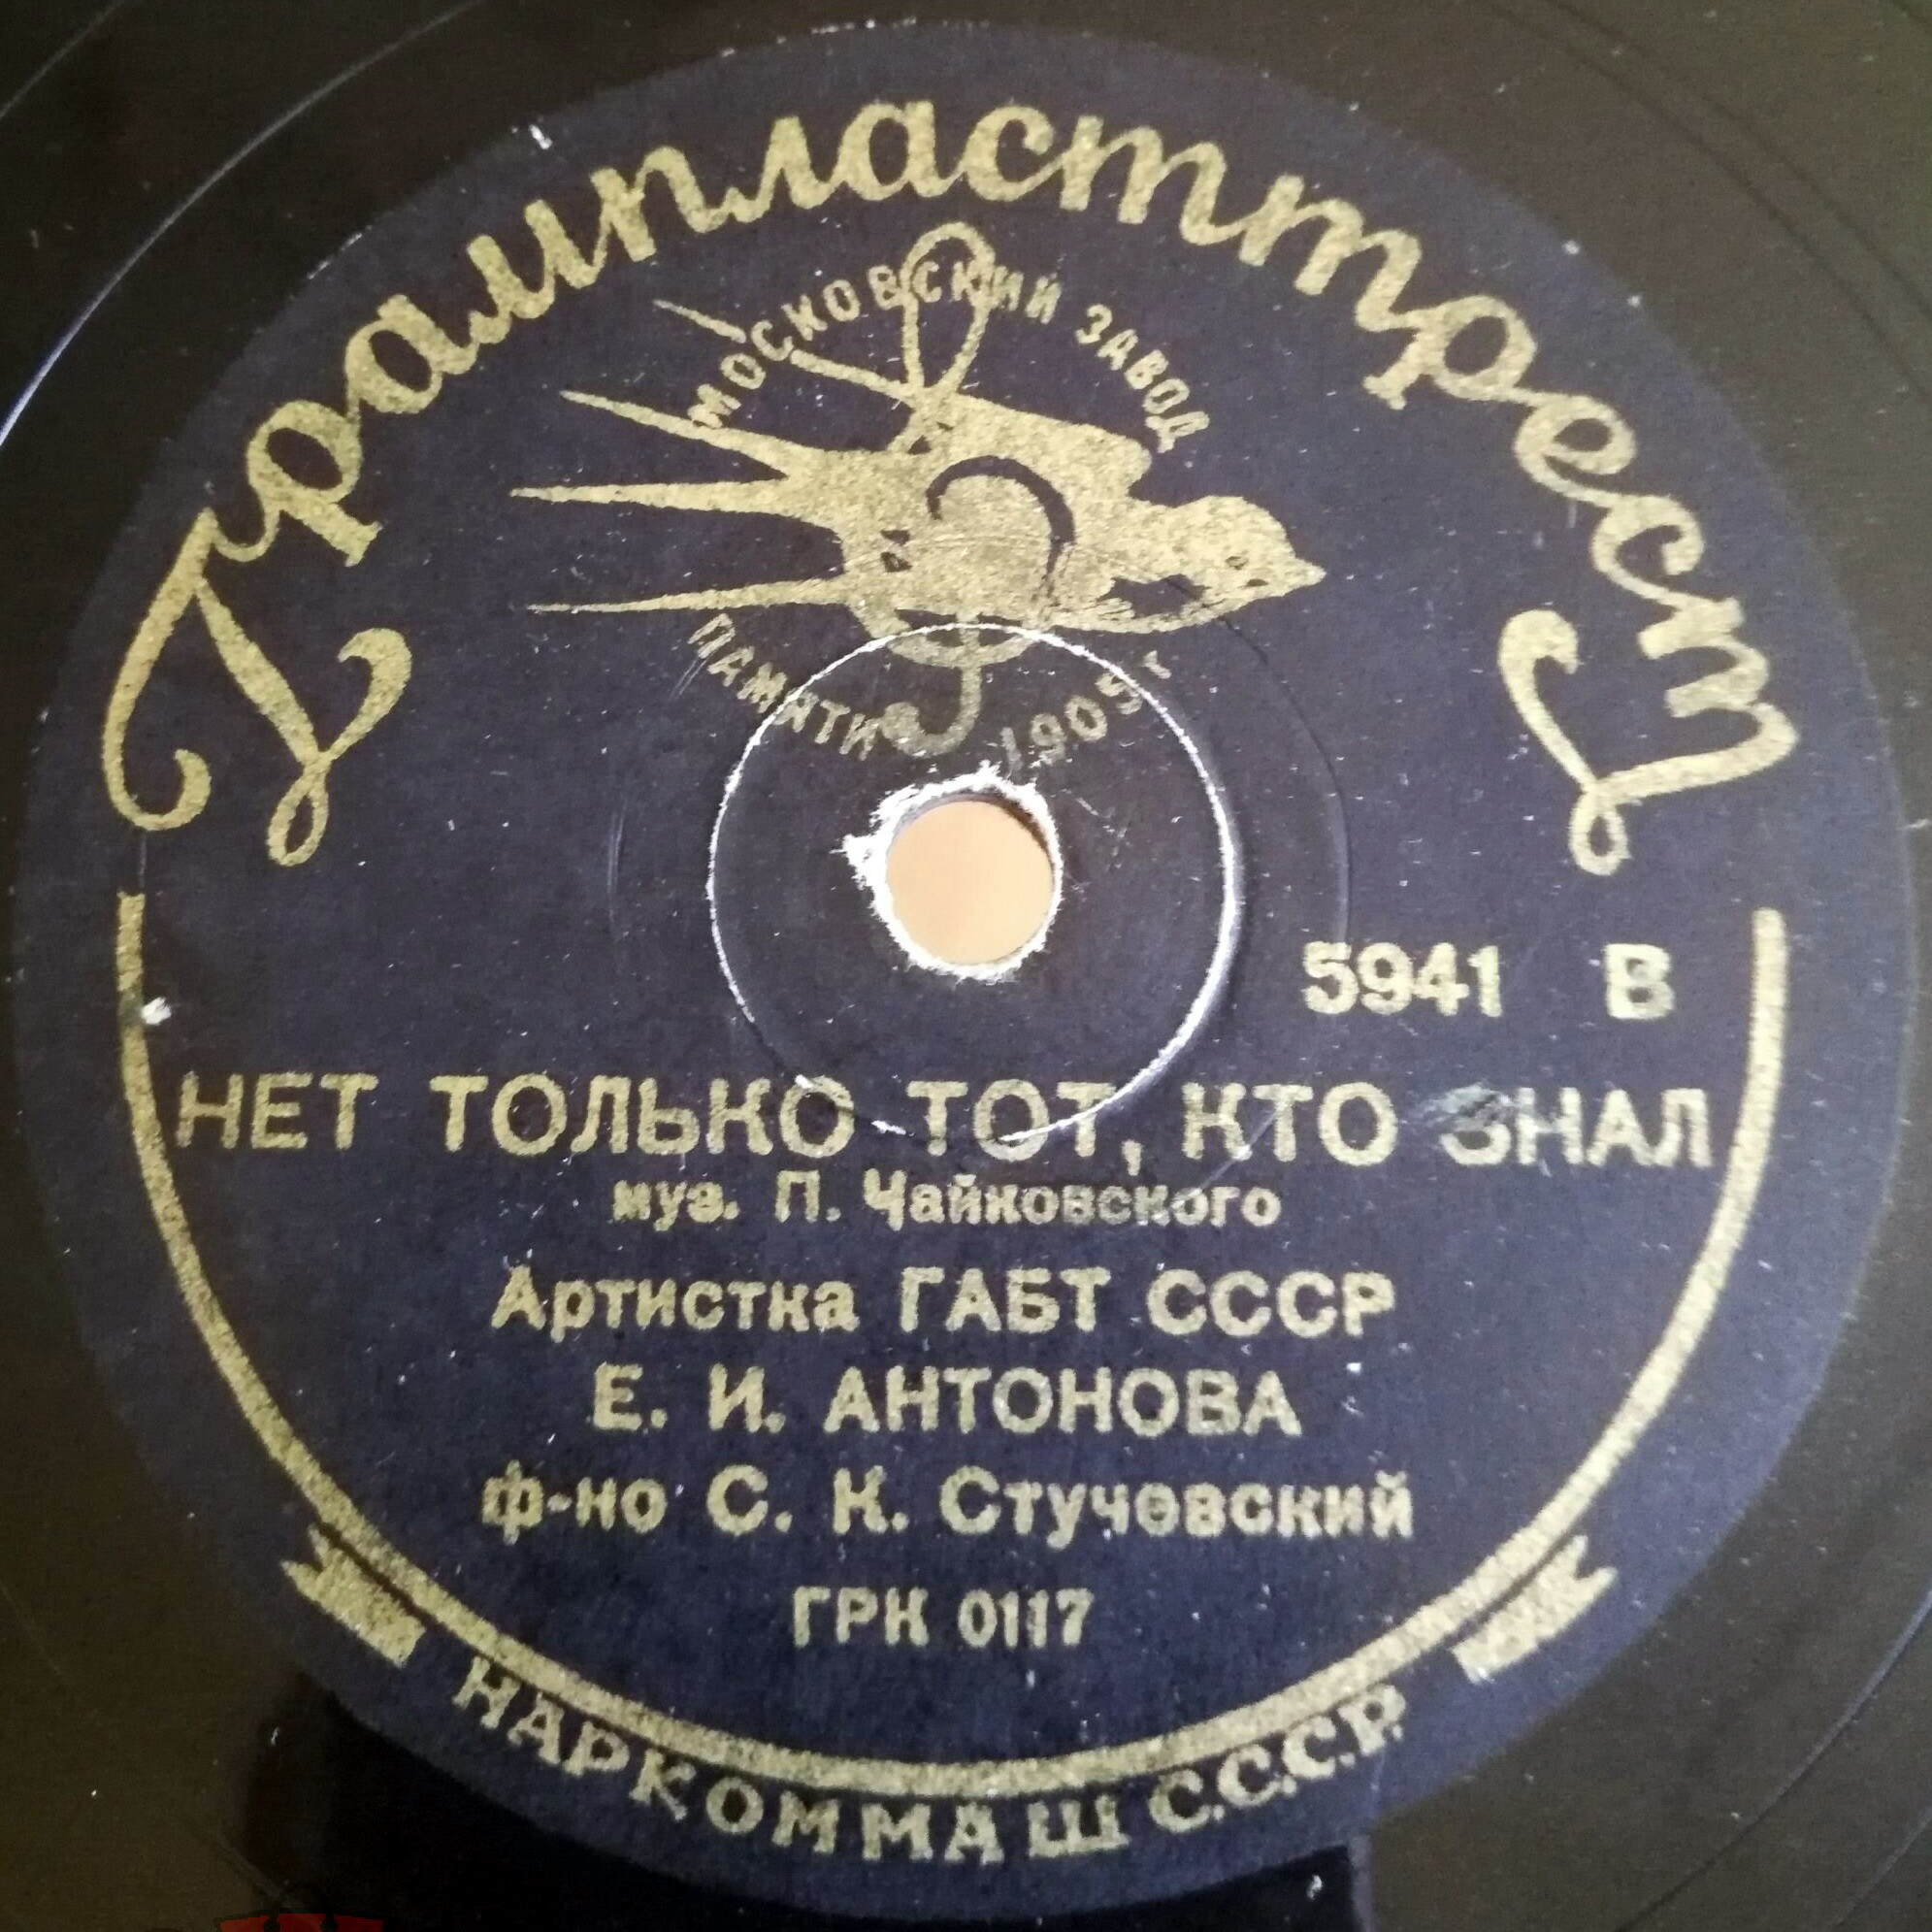 Грампласттрест
МОСКОВСКИЙ ЗАВОД
ПАМЯТИ 1905 г
5941 В
НЕТ ТОЛЬКО ТОТ, КТО ЗНАЛ
муз. П. Чайковского
Артистка ГАБТ СССР
Е. И. АНТОНОВА
ф-но С. К. Стучевский
ГРК 0117
НАРКОММАШ С.С.С.Р.